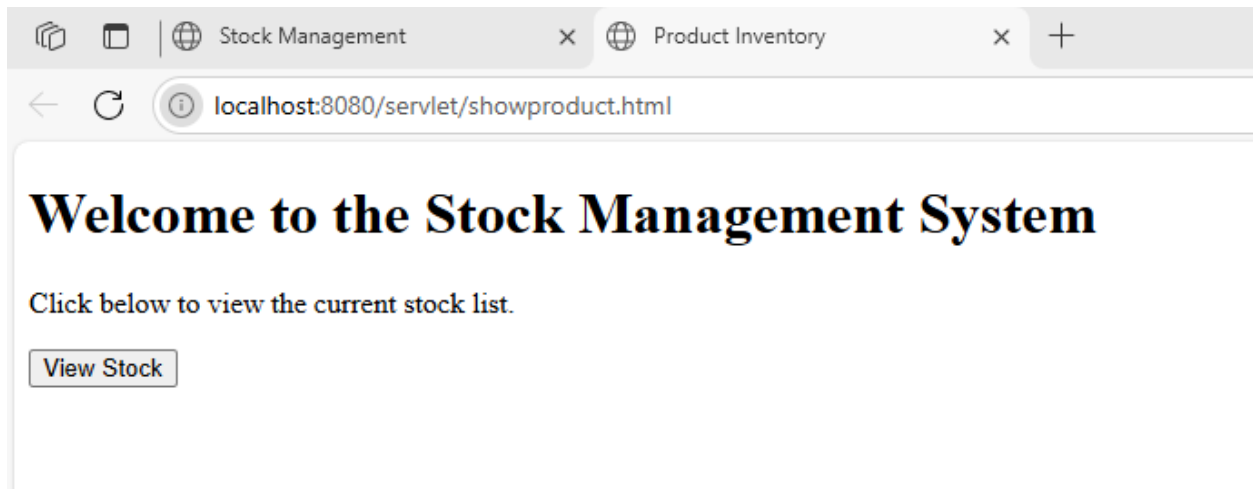 Stock Management
Product Inventory
localhost:8080/servlet/showproduct.html
Welcome to the Stock Management System
Click below to view the current stock list.
View Stock